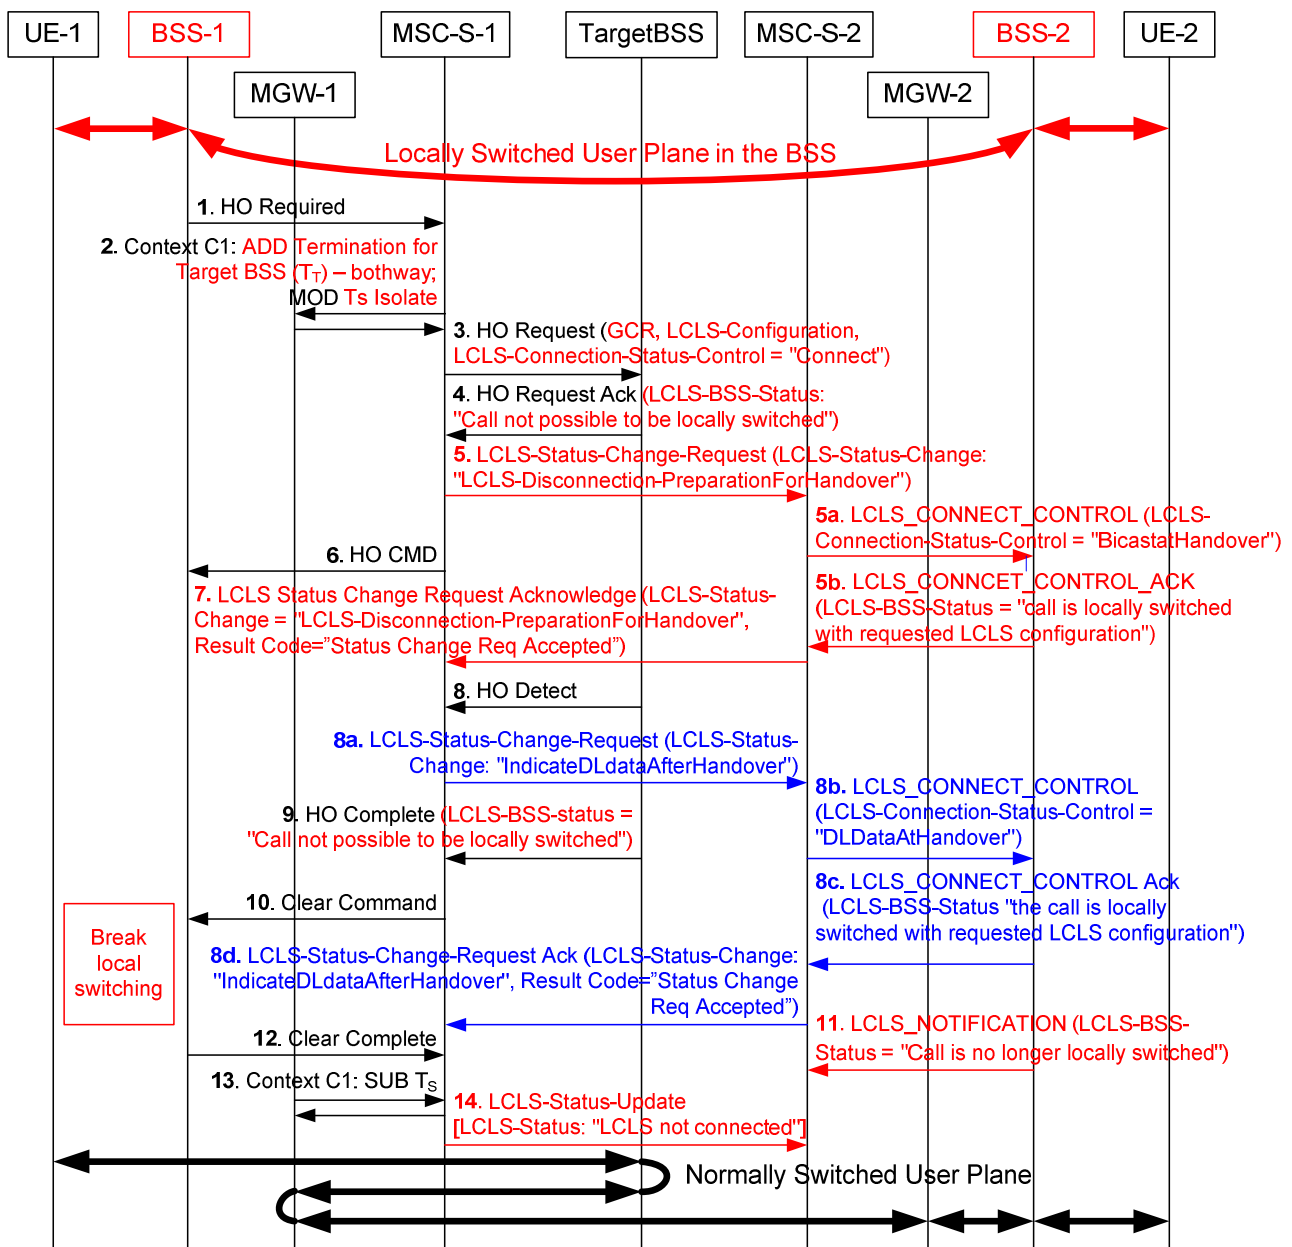 UE-1 BSS-1 MSC-S-1 TargetBSS MSC-S-2 BSS-2 UE-2
MGW-1 MGW-2
Locally Switched User Plane in the BSS
1. HO Required
2. Context C1: ADD Termination for
Target BSS (TT) – bothway;
MOD Ts Isolate
3. HO Request (GCR, LCLS-Configuration,
LCLS-Connection-Status-Control = "Connect")
4. HO Request Ack (LCLS-BSS-Status:
"Call not possible to be locally switched")
5. LCLS-Status-Change-Request (LCLS-Status-Change:
"LCLS-Disconnection-PreparationForHandover")
5a. LCLS_CONNECT_CONTROL (LCLS-
Connection-Status-Control = "BicastatHandover")
6. HO CMD
5b. LCLS_CONNCET_CONTROL_ACK
(LCLS-BSS-Status = "call is locally switched
with requested LCLS configuration")
7. LCLS Status Change Request Acknowledge (LCLS-Status-
Change = "LCLS-Disconnection-PreparationForHandover",
Result Code=”Status Change Req Accepted”)
8. HO Detect
8a. LCLS-Status-Change-Request (LCLS-Status-
Change: "IndicateDLdataAfterHandover")
8b. LCLS_CONNECT_CONTROL
(LCLS-Connection-Status-Control =
"DLDataAtHandover")
9. HO Complete (LCLS-BSS-status =
"Call not possible to be locally switched")
8c. LCLS_CONNECT_CONTROL Ack
(LCLS-BSS-Status "the call is locally
switched with requested LCLS configuration")
10. Clear Command
Break
local
switching
8d. LCLS-Status-Change-Request Ack (LCLS-Status-Change:
"IndicateDLdataAfterHandover", Result Code=”Status Change
Req Accepted”)
11. LCLS_NOTIFICATION (LCLS-BSS-
Status = "Call is no longer locally switched")
12. Clear Complete
13. Context C1: SUB TS
14. LCLS-Status-Update
[LCLS-Status: "LCLS not connected"]
Normally Switched User Plane